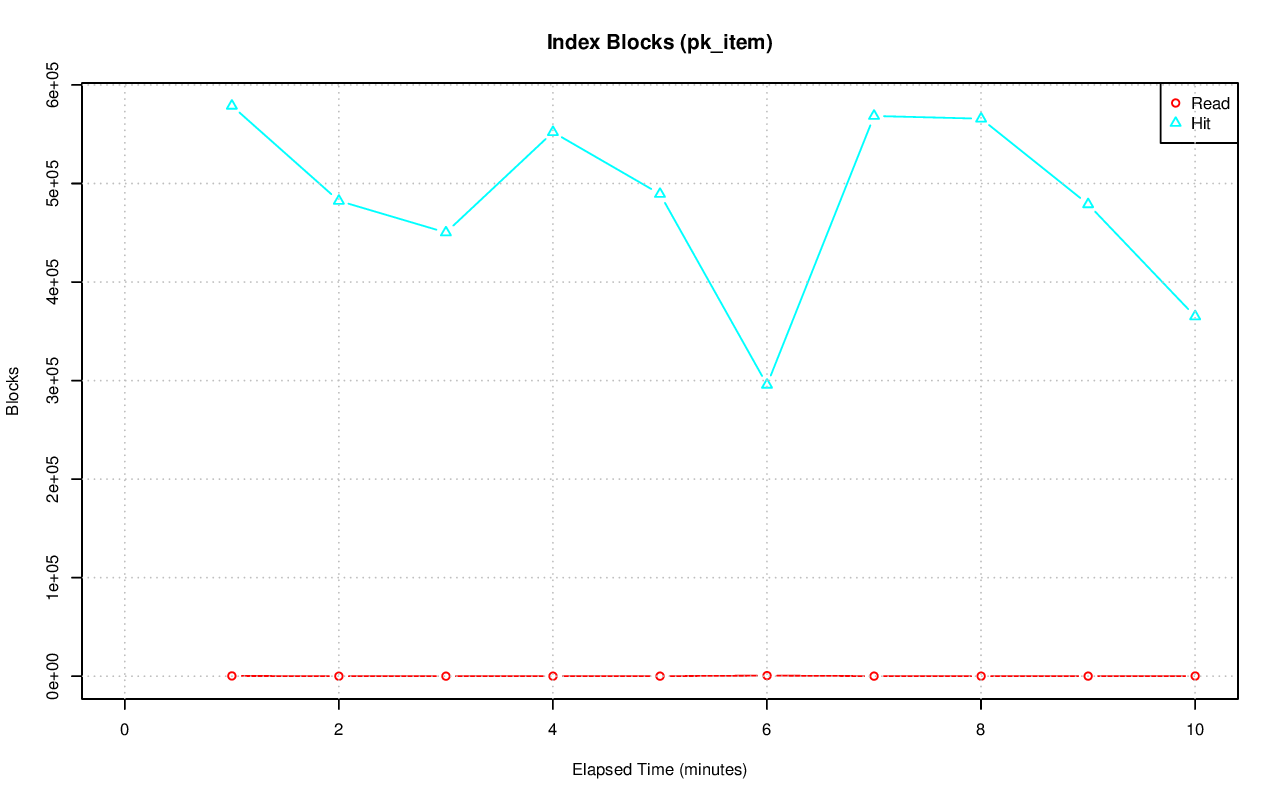 Index Blocks (pk_item)
Read
Hit
6e+05
5e+05
4e+05
3e+05
2e+05
1e+05
0e+00
Blocks
0 2 4 6 8 10
Elapsed Time (minutes)